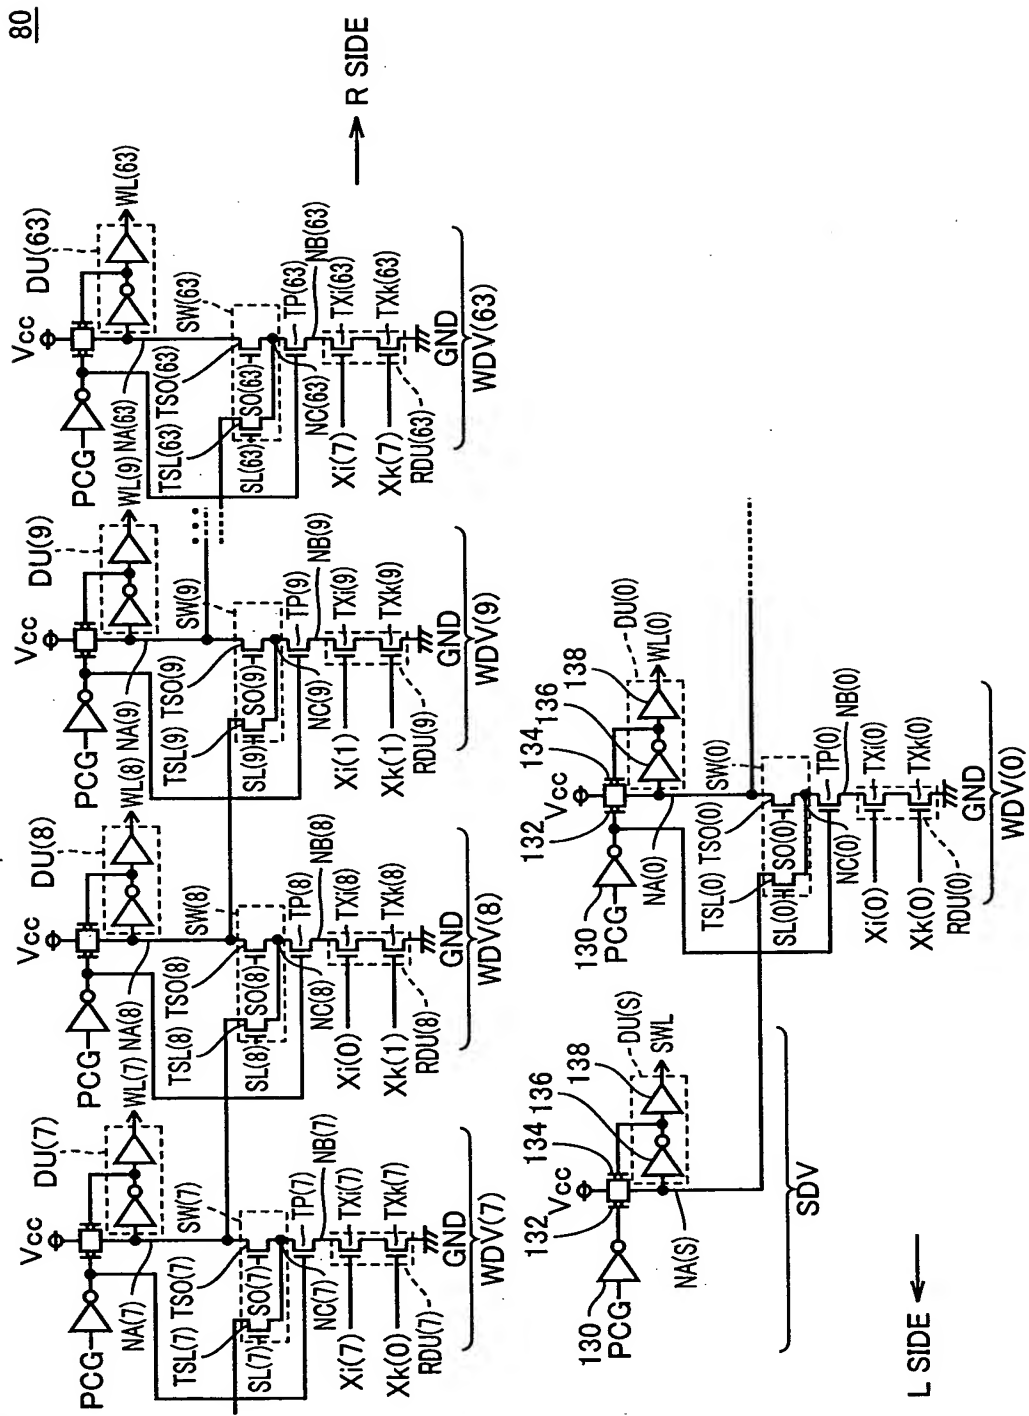 80
→ R SIDE
Vcc
DU(7)
PCG
WL(7)
NA(7)
TSO(7)
SW(7)
TSL(7)
SO(7)
SL(7)
TP(7)
NB(7)
NC(7)
Xi(7)
TXi(7)
Xk(0)
TXk(7)
RDU(7)
GND
WDV(7)
Vcc
DU(8)
PCG
WL(8)
NA(8)
TSO(8)
SW(8)
TSL(8)
SO(8)
SL(8)
TP(8)
NB(8)
NC(8)
Xi(0)
TXi(8)
Xk(1)
TXk(8)
RDU(8)
GND
WDV(8)
Vcc
DU(9)
PCG
WL(9)
NA(9)
TSO(9)
SW(9)
TSL(9)
SO(9)
SL(9)
TP(9)
NB(9)
NC(9)
Xi(1)
TXi(9)
Xk(1)
TXk(9)
RDU(9)
GND
WDV(9)
Vcc
DU(63)
PCG
WL(63)
NA(63)
TSO(63)
SW(63)
TSL(63)
SO(63)
SL(63)
TP(63)
NB(63)
NC(63)
Xi(7)
TXi(63)
Xk(7)
TXk(63)
RDU(63)
GND
WDV(63)
130
PCG
132
Vcc
134
136
138
DU(S)
SWL
NA(S)
SDV
130
PCG
132
Vcc
134
136
138
DU(0)
WL(0)
NA(0)
TSO(0)
SW(0)
TSL(0)
SO(0)
SL(0)
TP(0)
NB(0)
NC(0)
Xi(0)
TXi(0)
Xk(0)
TXk(0)
RDU(0)
GND
WDV(0)
L SIDE ←